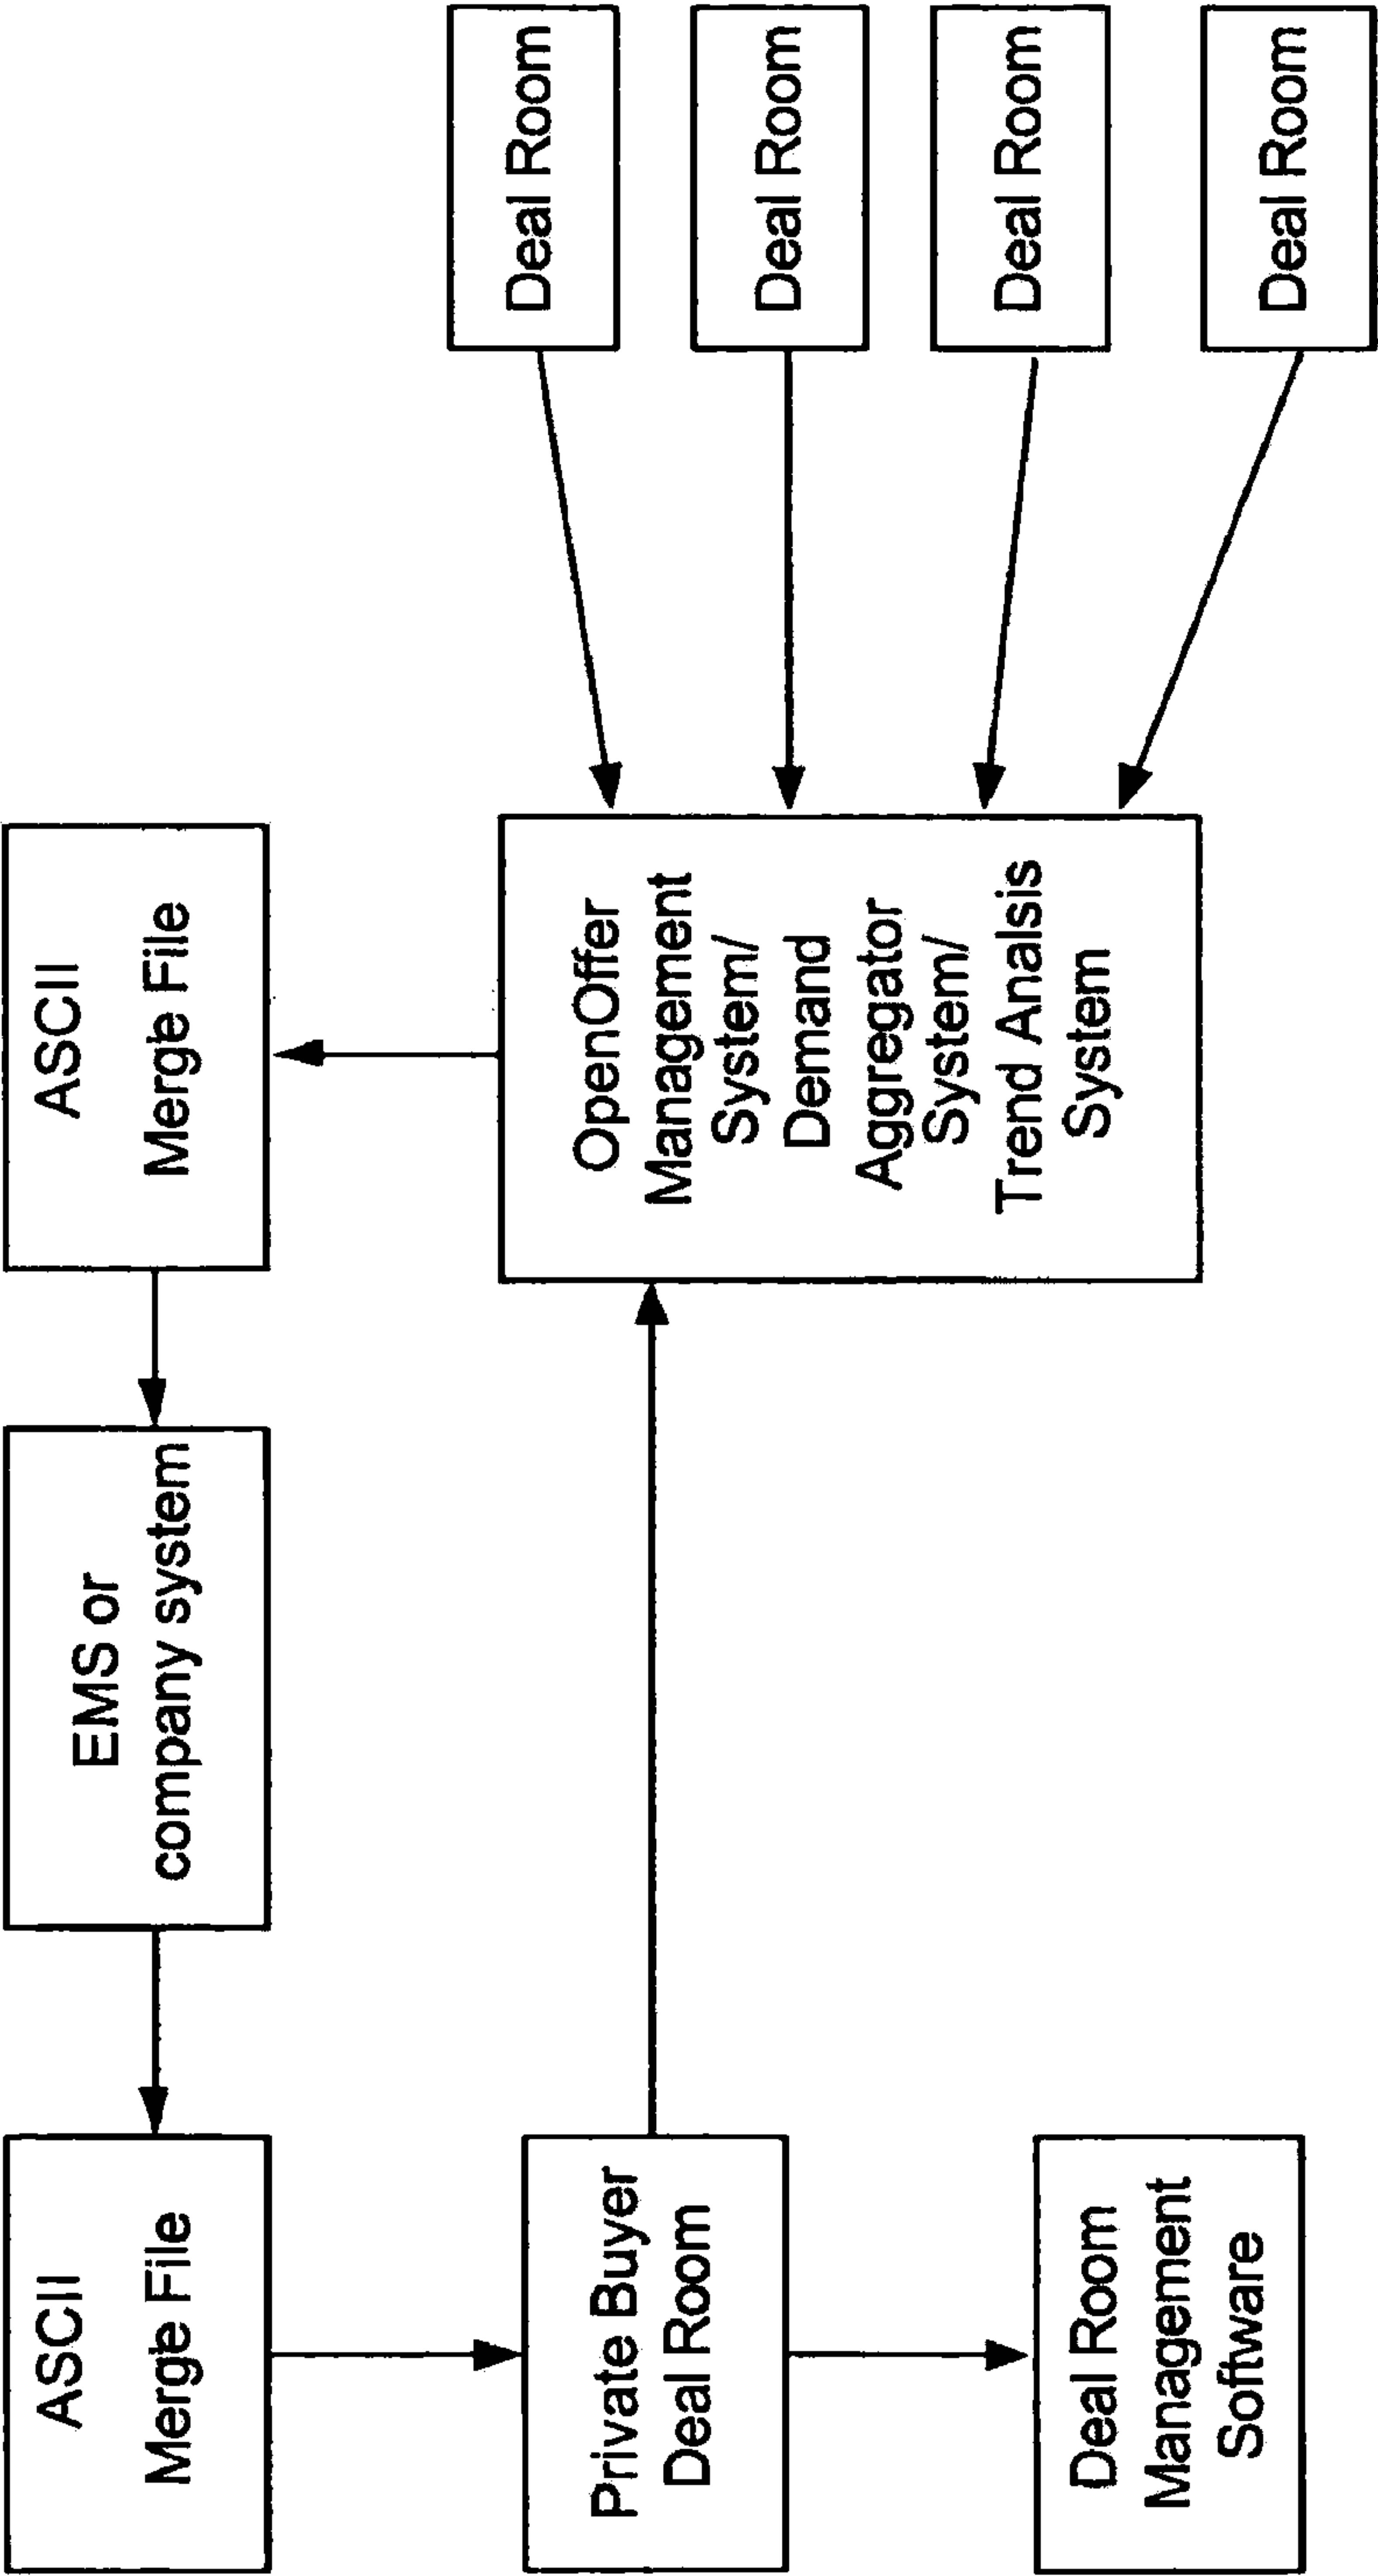 ASCII
Merge File
EMS or
company system
ASCII
Merge File
Private Buyer
Deal Room
OpenOffer
Management
System/
Demand
Aggregator
System/
Trend Analsis
System
Deal Room
Deal Room
Deal Room
Deal Room
Deal Room
Management
Software